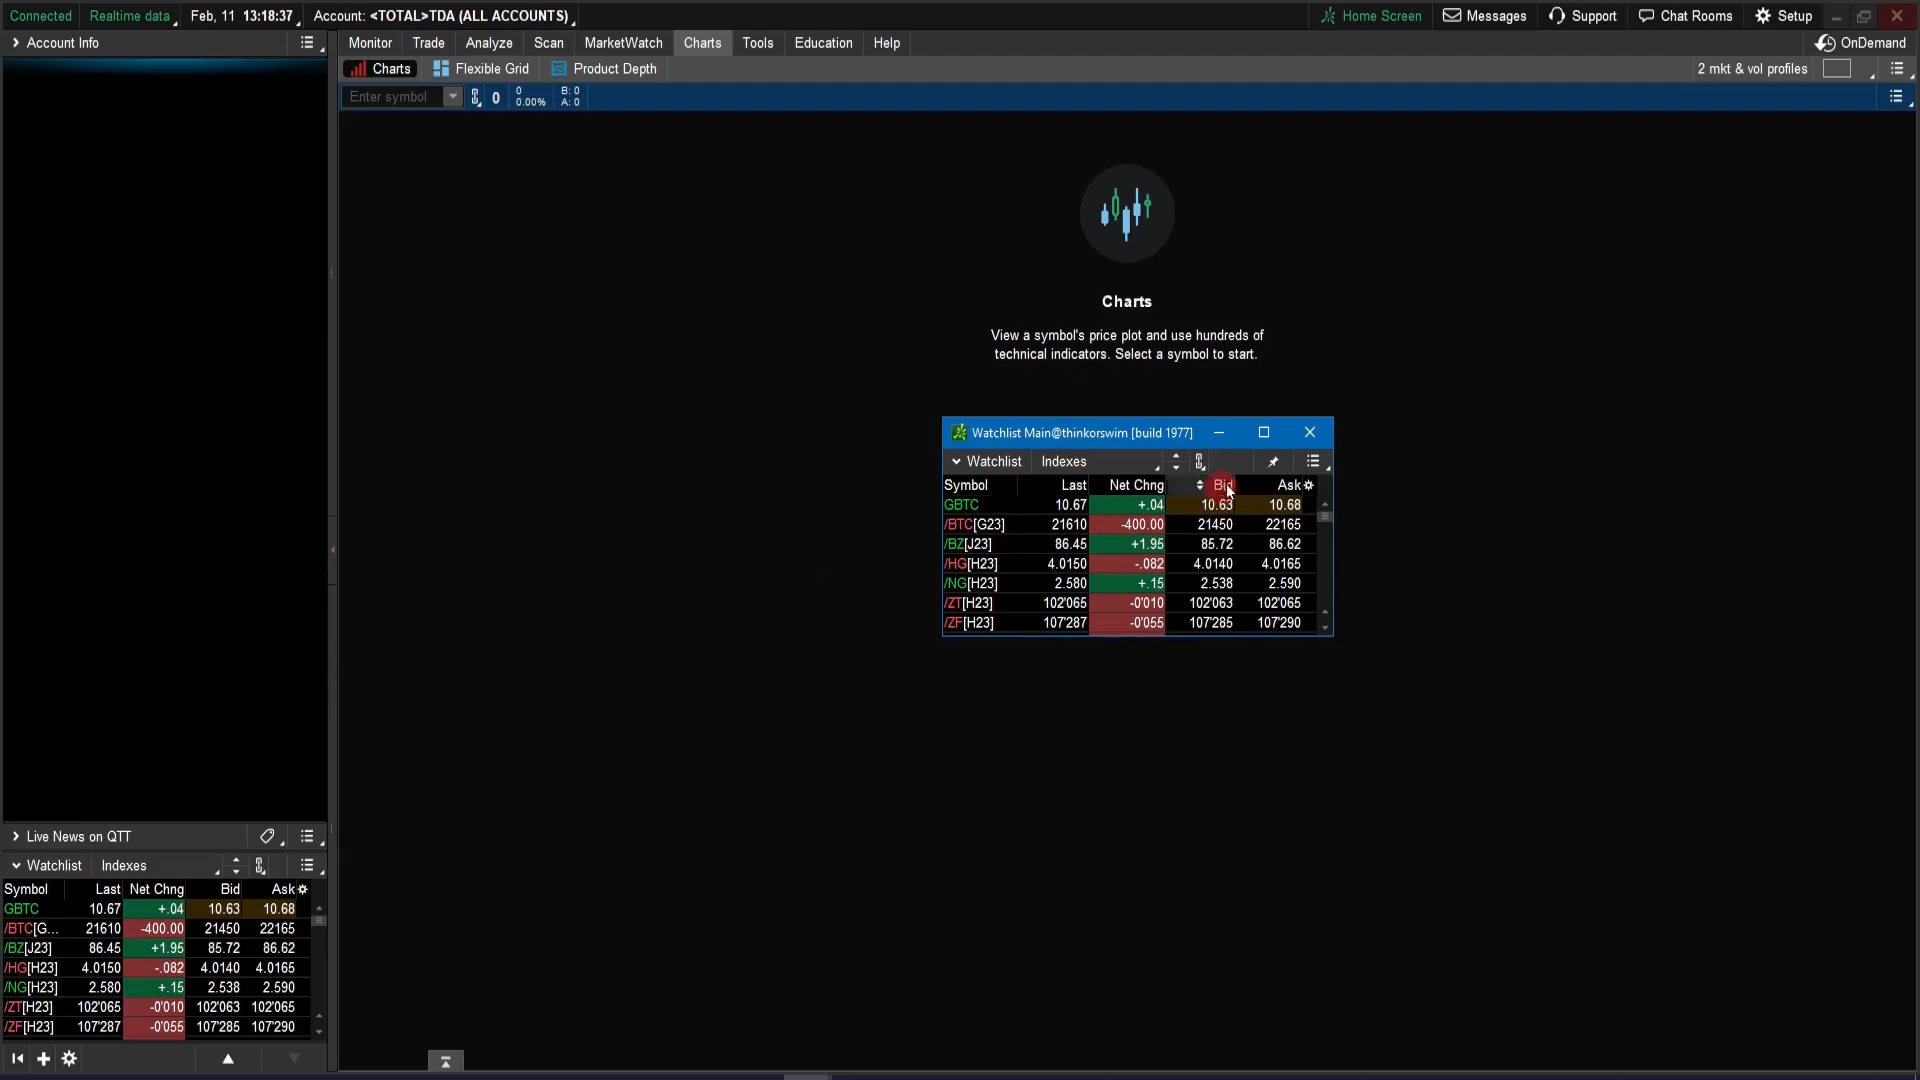 Connected Realtime data Feb, 11 13:18:37 Account: <TOTAL>TDA (ALL ACCOUNTS) Home Screen Messages Support Chat Rooms Setup
Account Info Monitor Trade Analyze Scan MarketWatch Charts Tools Education Help OnDemand
Charts Flexible Grid Product Depth 2 mkt & vol profiles
Enter symbol 0 0 B: 0
0.00% A: 0
Charts
View a symbol's price plot and use hundreds of
technical indicators. Select a symbol to start.
Watchlist Main@thinkorswim [build 1977]
Watchlist Indexes
Symbol Last Net Chng Bid Ask
GBTC 10.67 +.04 10.63 10.68
/BTC[G23] 21610 -400.00 21450 22165
/BZ[J23] 86.45 +1.95 85.72 86.62
/HG[H23] 4.0150 -.082 4.0140 4.0165
/NG[H23] 2.580 +.15 2.538 2.590
/ZT[H23] 102'065 -0'010 102'063 102'065
/ZF[H23] 107'287 -0'055 107'285 107'290
Live News on QTT
Watchlist Indexes
Symbol Last Net Chng Bid Ask
GBTC 10.67 +.04 10.63 10.68
/BTC[G... 21610 -400.00 21450 22165
/BZ[J23] 86.45 +1.95 85.72 86.62
/HG[H23] 4.0150 -.082 4.0140 4.0165
/NG[H23] 2.580 +.15 2.538 2.590
/ZT[H23] 102'065 -0'010 102'063 102'065
/ZF[H23] 107'287 -0'055 107'285 107'290